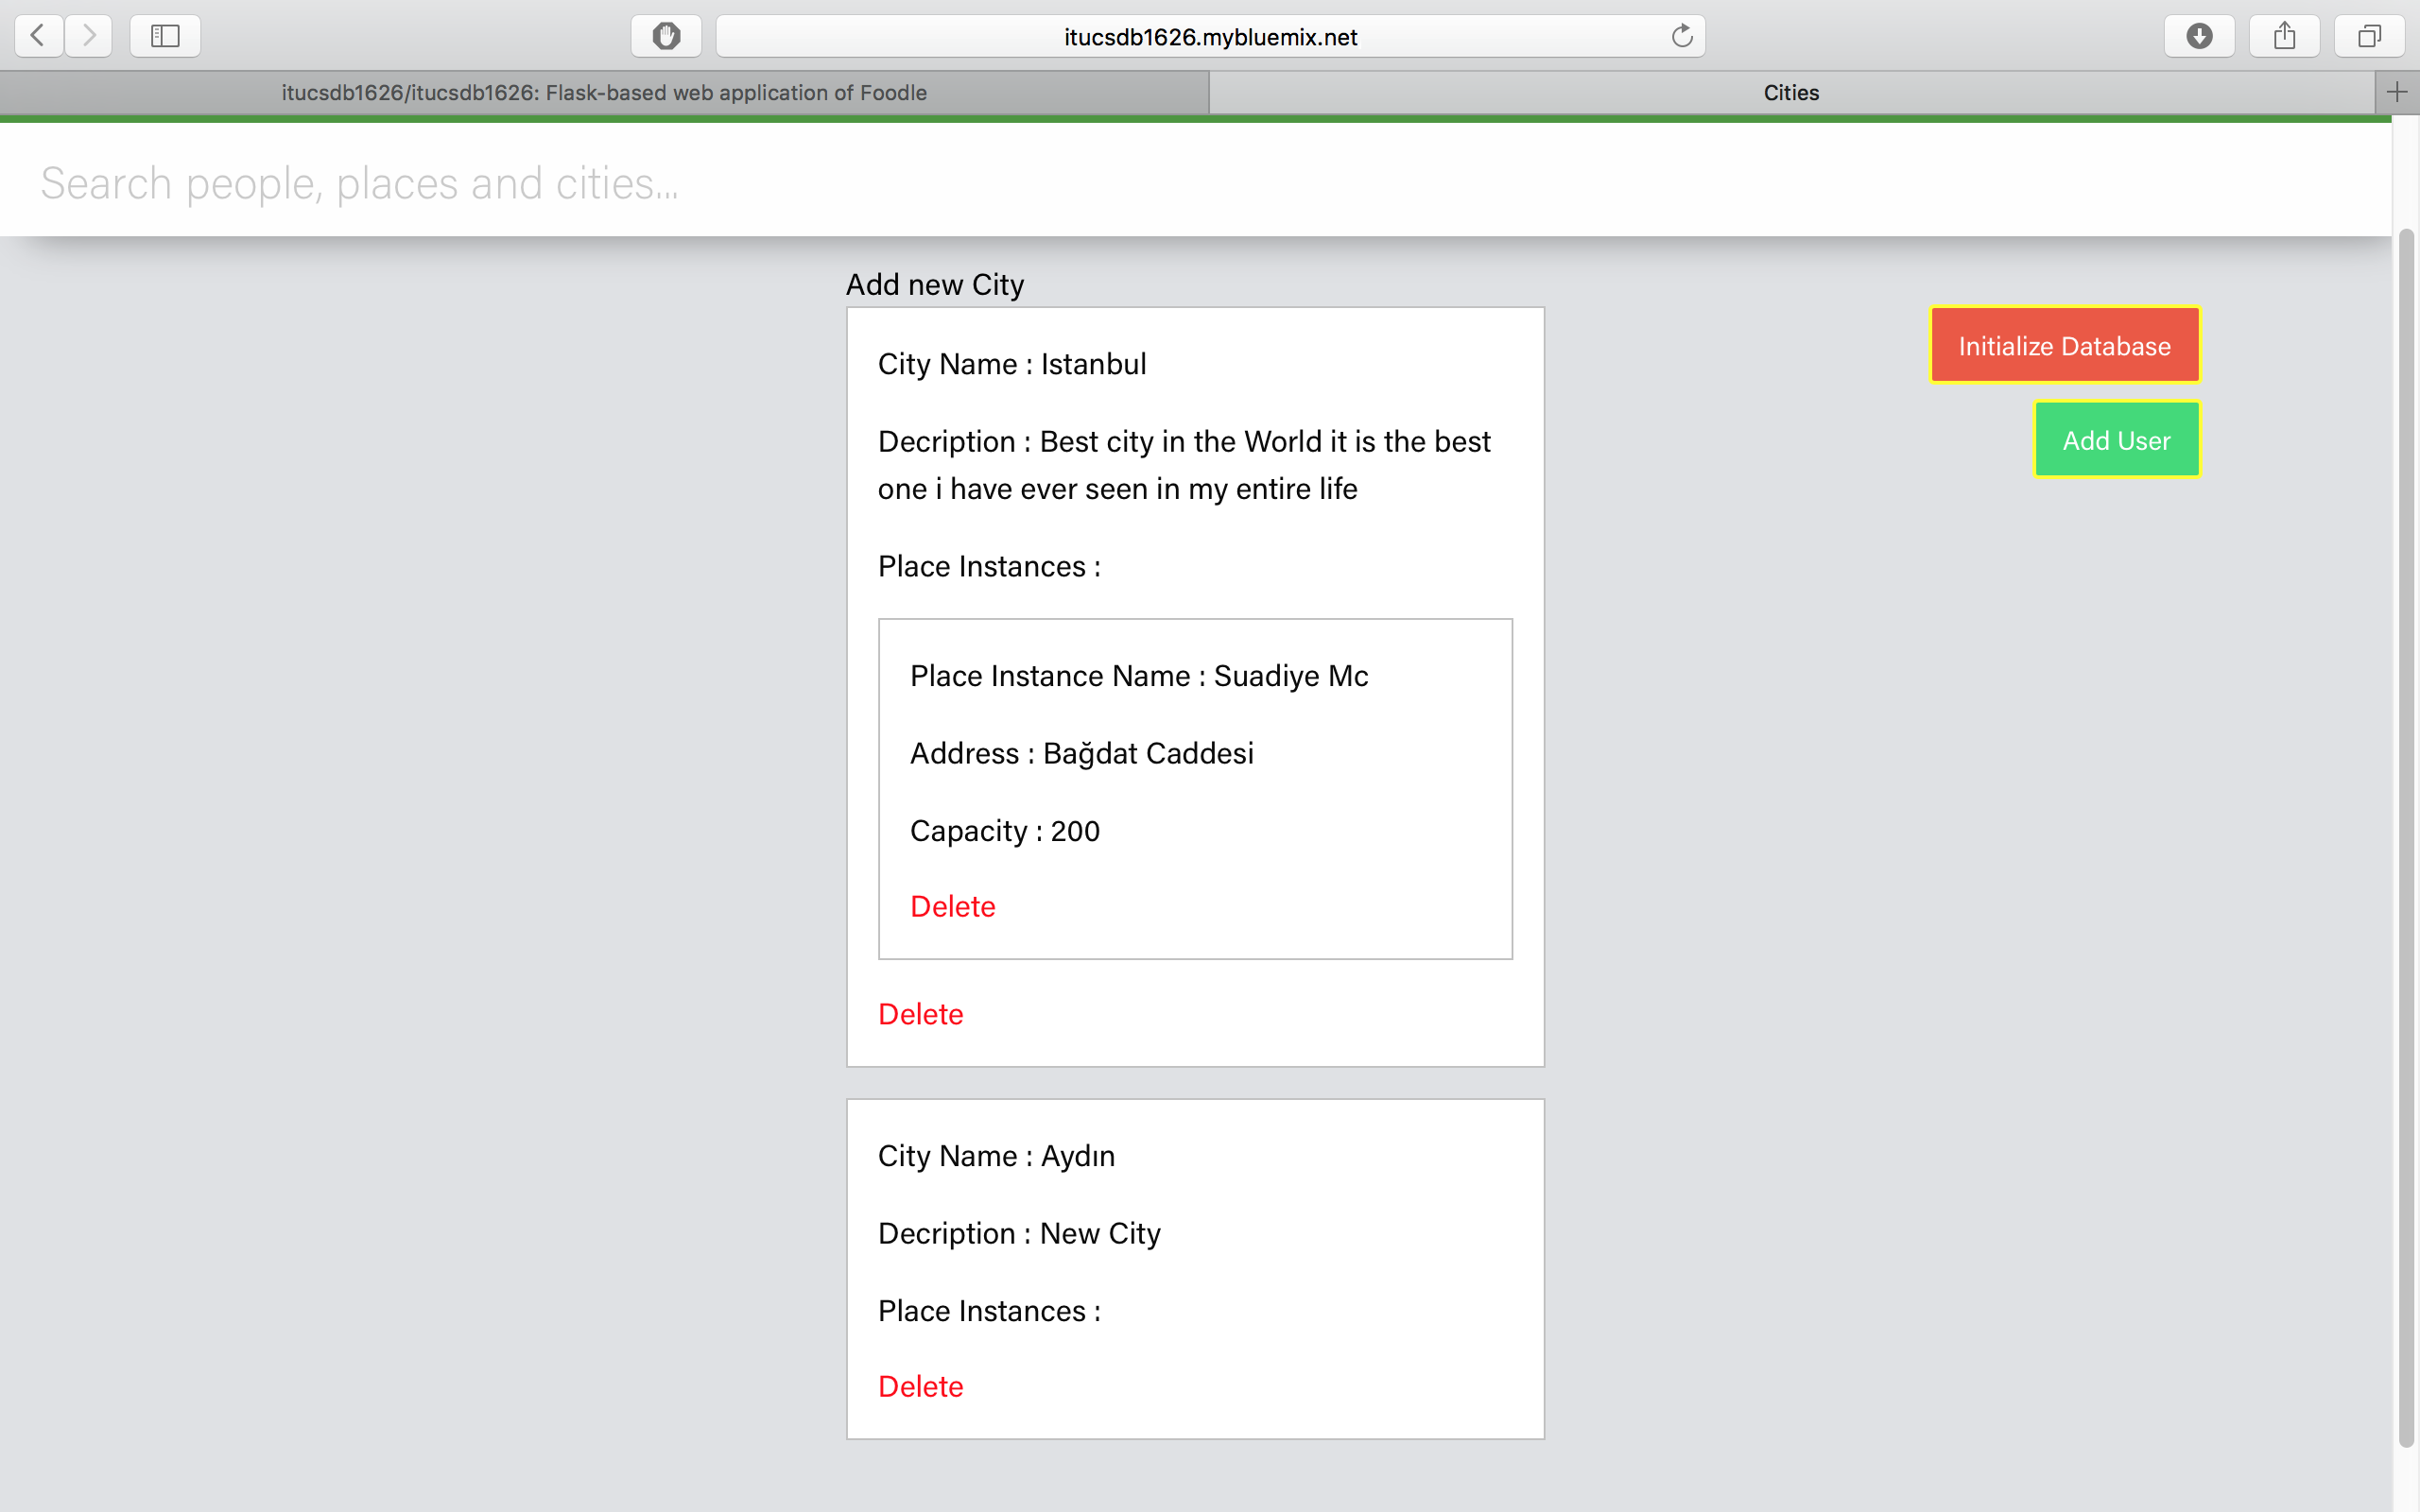 itucsdb1626.mybluemix.net
itucsdb1626/itucsdb1626: Flask-based web application of Foodle
Cities
Search people, places and cities...
Add new City
City Name : Istanbul
Decription : Best city in the World it is the best
one i have ever seen in my entire life
Place Instances :
Place Instance Name : Suadiye Mc
Address : Bağdat Caddesi
Capacity : 200
Delete
Delete
City Name : Aydın
Decription : New City
Place Instances :
Delete
Initialize Database
Add User